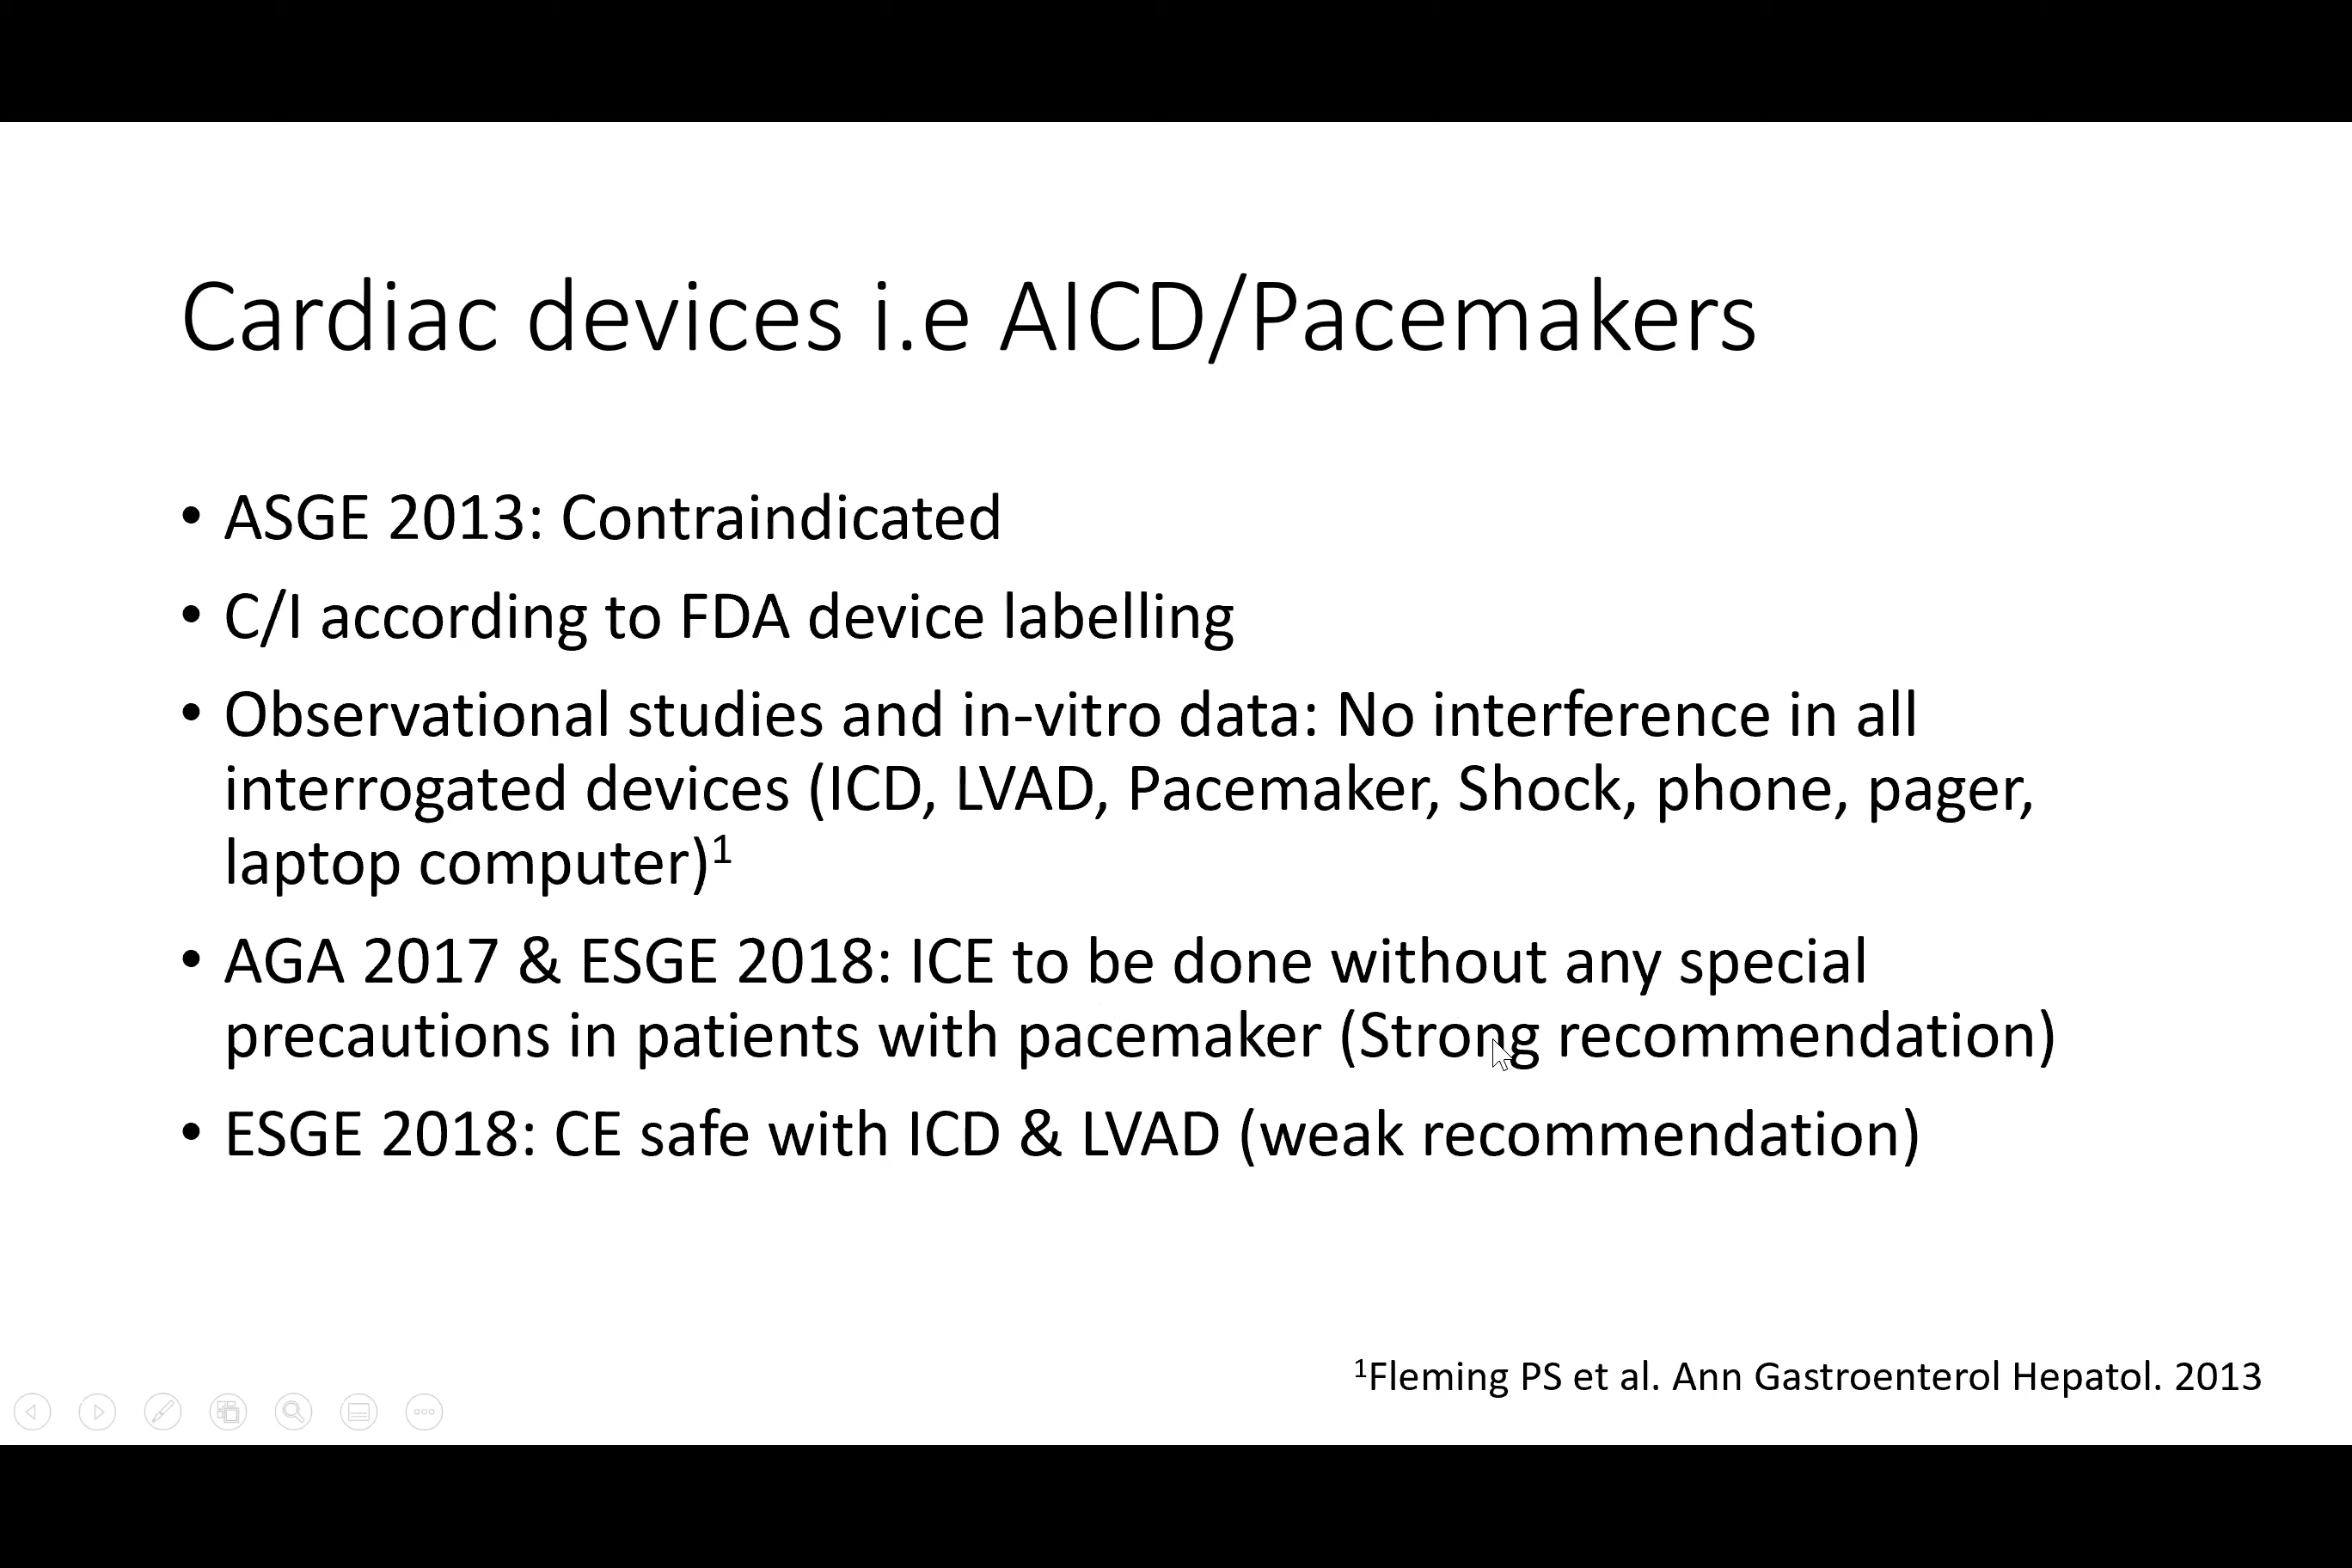 Cardiac devices i.e AICD/Pacemakers
• ASGE 2013: Contraindicated
• C/I according to FDA device labelling
• Observational studies and in-vitro data: No interference in all
interrogated devices (ICD, LVAD, Pacemaker, Shock, phone, pager,
laptop computer)¹
• AGA 2017 & ESGE 2018: ICE to be done without any special
precautions in patients with pacemaker (Strong recommendation)
• ESGE 2018: CE safe with ICD & LVAD (weak recommendation)
¹Fleming PS et al. Ann Gastroenterol Hepatol. 2013